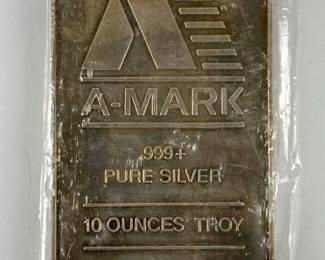 A-MARK
.999+
PURE SILVER
10 OUNCES TROY